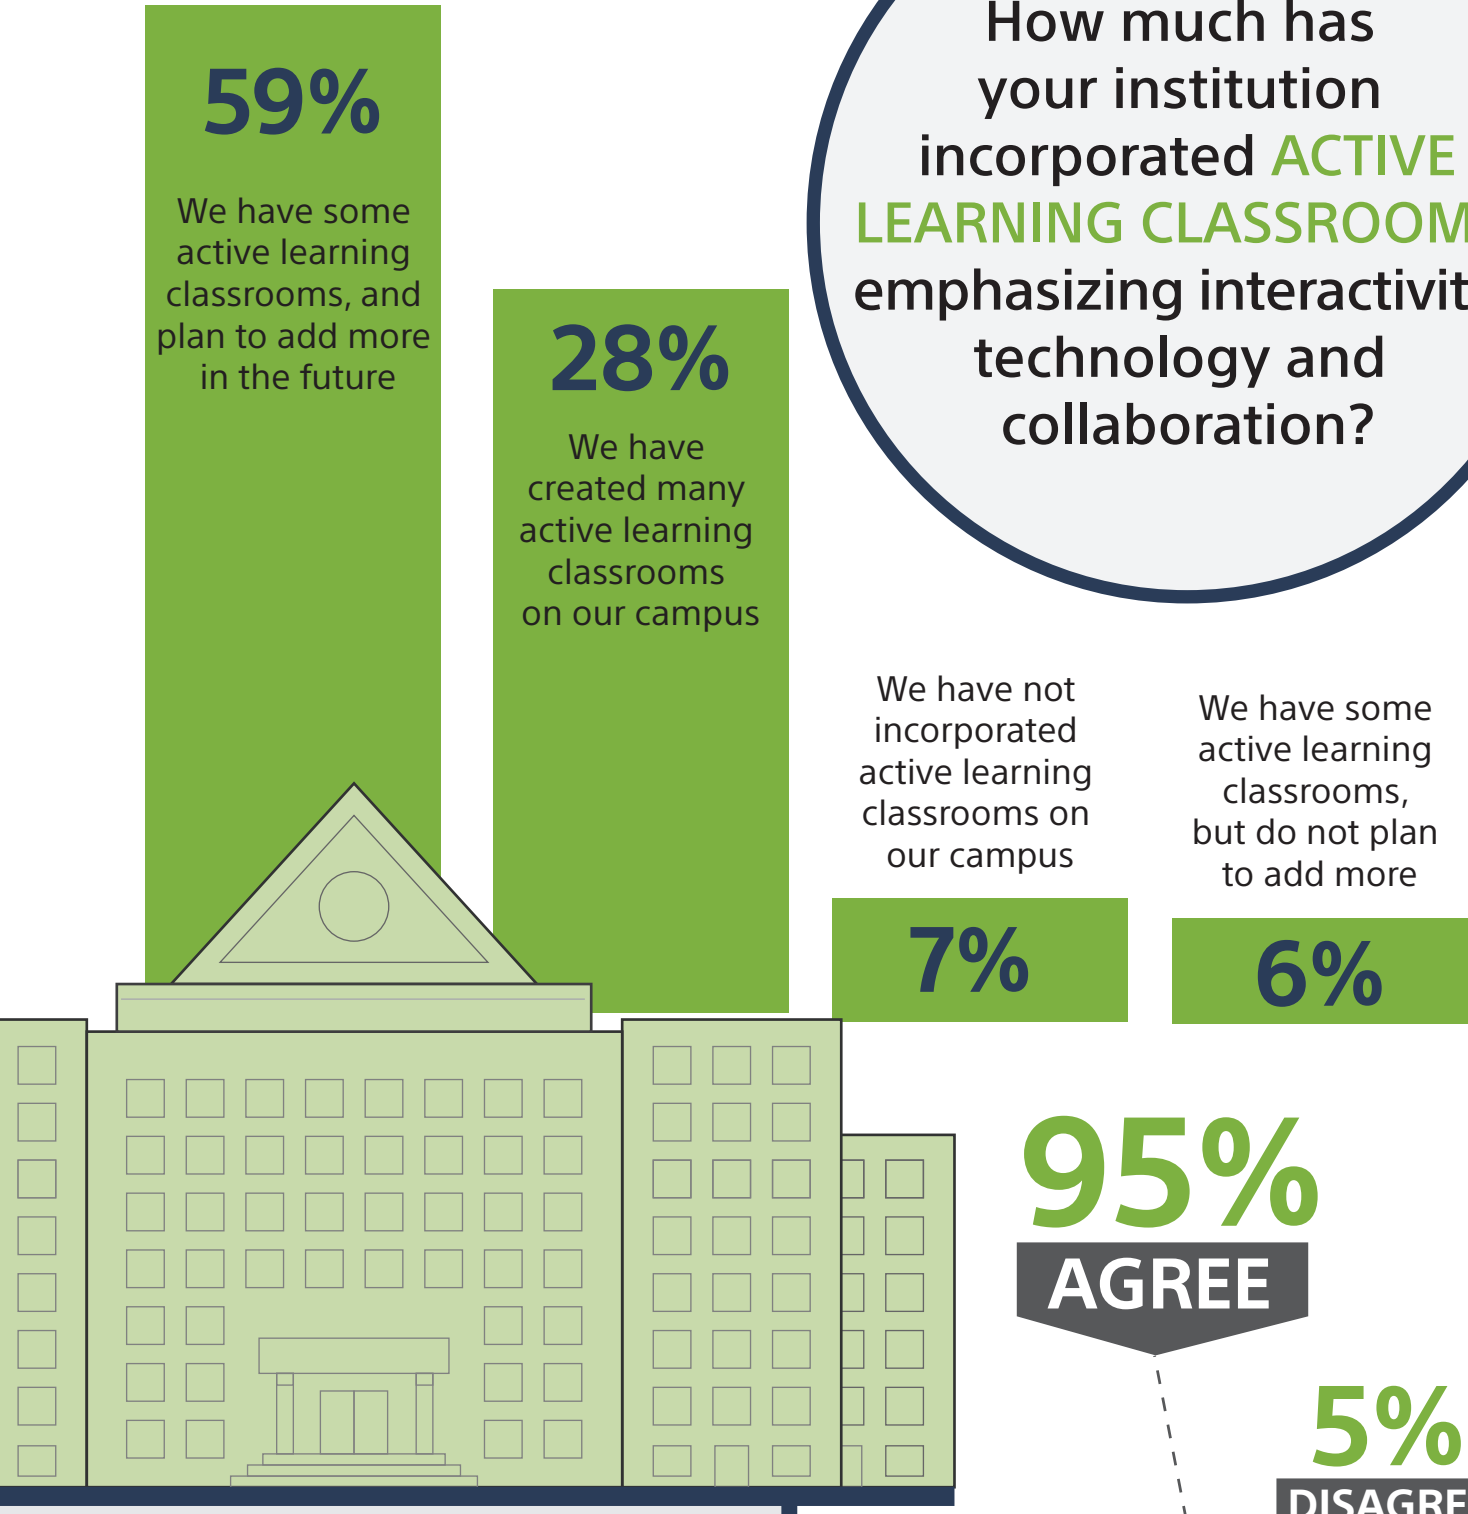 59%
We have some
active learning
classrooms, and
plan to add more
in the future
28%
We have
created many
active learning
classrooms
on our campus
How much has
your institution
incorporated ACTIVE
LEARNING CLASSROOM
emphasizing interactivit
technology and
collaboration?
We have not
incorporated
active learning
classrooms on
our campus
7%
We have some
active learning
classrooms,
but do not plan
to add more
6%
95%
AGREE
5%
DISAGRE